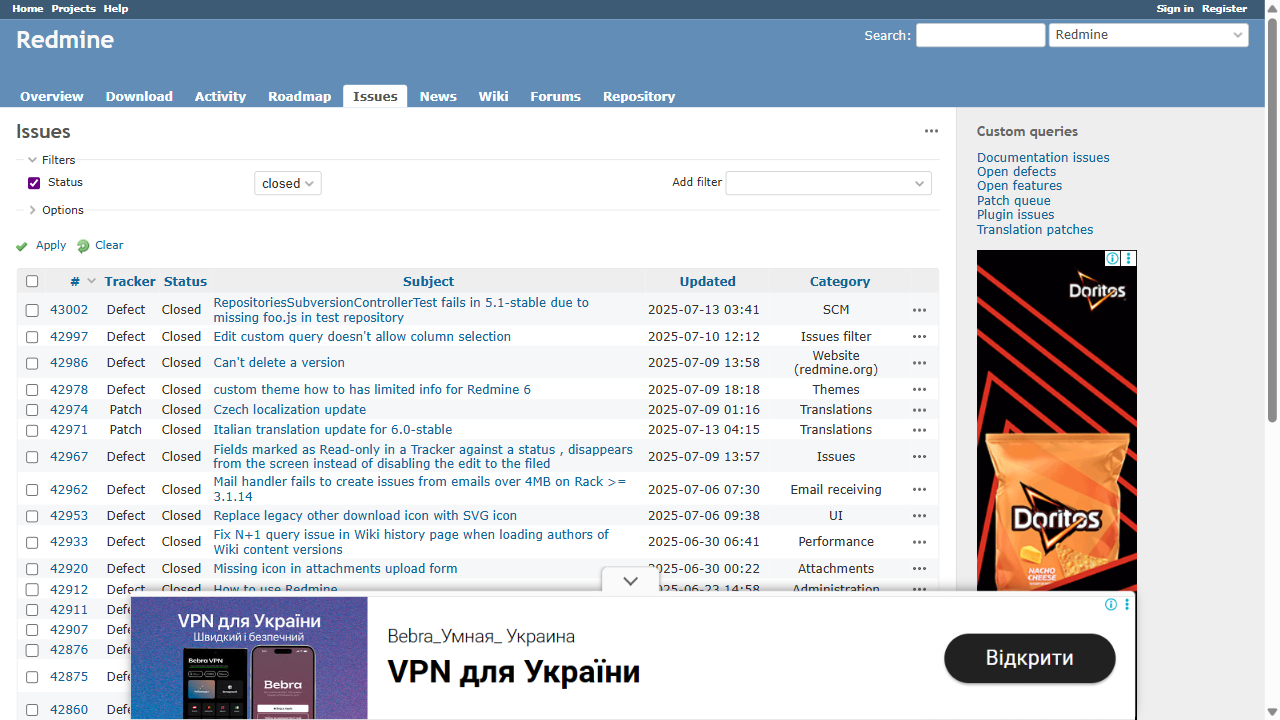 Home Projects Help Sign in Register
Redmine
Search: Redmine
Overview Download Activity Roadmap Issues News Wiki Forums Repository
Issues
Filters
Status closed Add filter
Options
Apply Clear
# Tracker Status Subject Updated Category
43002 Defect Closed RepositoriesSubversionControllerTest fails in 5.1-stable due to missing foo.js in test repository 2025-07-13 03:41 SCM
42997 Defect Closed Edit custom query doesn't allow column selection 2025-07-10 12:12 Issues filter
42986 Defect Closed Can't delete a version 2025-07-09 13:58 Website (redmine.org)
42978 Defect Closed custom theme how to has limited info for Redmine 6 2025-07-09 18:18 Themes
42974 Patch Closed Czech localization update 2025-07-09 01:16 Translations
42971 Patch Closed Italian translation update for 6.0-stable 2025-07-13 04:15 Translations
42967 Defect Closed Fields marked as Read-only in a Tracker against a status , disappears from the screen instead of disabling the edit to the filed 2025-07-09 13:57 Issues
42962 Defect Closed Mail handler fails to create issues from emails over 4MB on Rack >= 3.1.14 2025-07-06 07:30 Email receiving
42953 Defect Closed Replace legacy other download icon with SVG icon 2025-07-06 09:38 UI
42933 Defect Closed Fix N+1 query issue in Wiki history page when loading authors of Wiki content versions 2025-06-30 06:41 Performance
42920 Defect Closed Missing icon in attachments upload form 2025-06-30 00:22 Attachments
42912 Defect Closed How to use Redmine 2025-06-23 14:58 Administration
42911
42907
42876
42875
42860
Custom queries
Documentation issues
Open defects
Open features
Patch queue
Plugin issues
Translation patches
Doritos
Doritos
NACHO
CHEESE
VPN для України
Швидкий і безпечний
Bebra VPN
Bebra
Bebra_Умная_ Украина
VPN для України
Відкрити